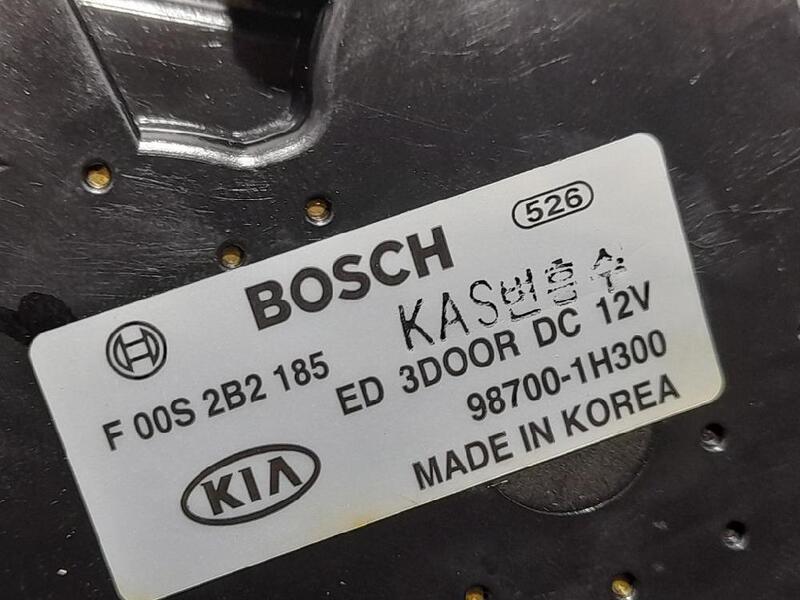 526
BOSCH
KAS변흥수
F 00S 2B2 185
ED 3DOOR DC 12V
98700-1H300
KIA
MADE IN KOREA